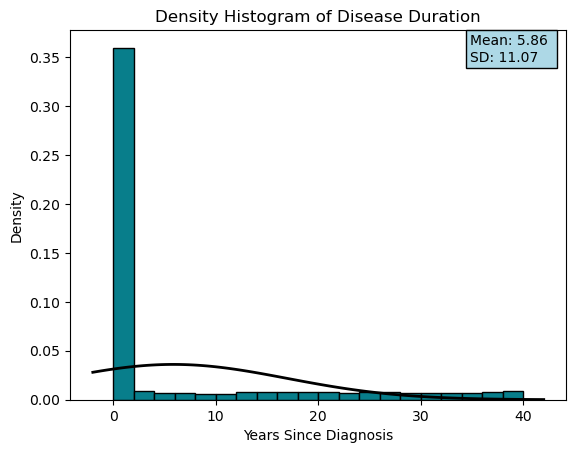 Density Histogram of Disease Duration
Mean: 5.86
SD: 11.07
0.35
0.30
0.25
0.20
0.15
0.10
0.05
0.00
Density
0
10
20
30
40
Years Since Diagnosis